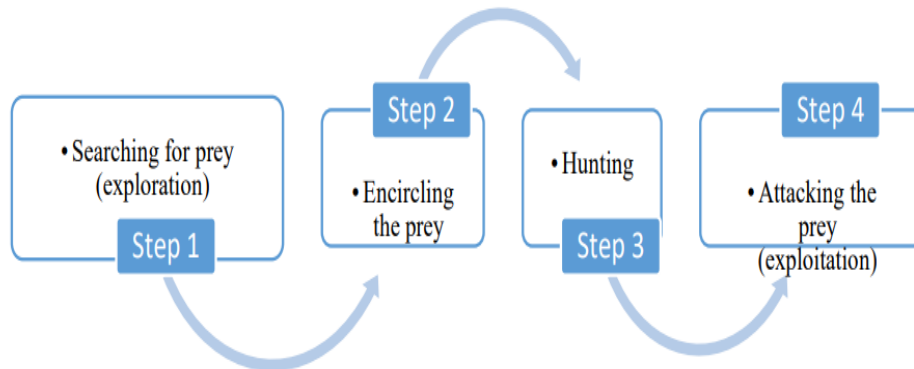 • Searching for prey
(exploration)
Step 1
Step 2
• Encircling
the prey
• Hunting
Step 3
Step 4
• Attacking the
prey
(exploitation)